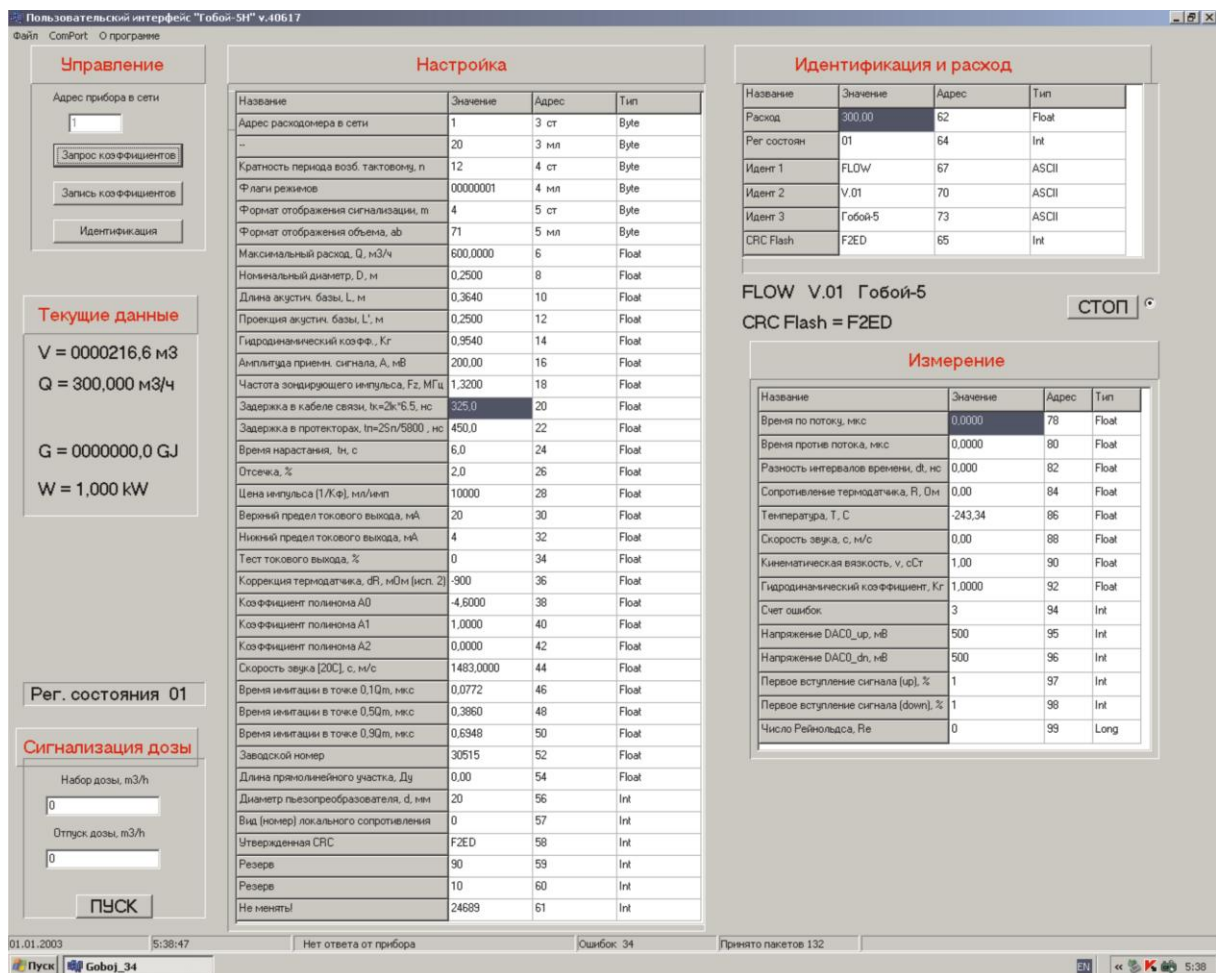 Пользовательский интерфейс "Гобой-5Н" v.40617
Файл ComPort О программе
Управление
Адрес прибора в сети
1
Запрос коэффициентов
Запись коэффициентов
Идентификация
Текущие данные
V = 0000216,6 м3
Q = 300,000 м3/ч
G = 0000000,0 GJ
W = 1,000 kW
Рег. состояния 01
Сигнализация дозы
Набор дозы, m3/h
0
Отпуск дозы, m3/h
0
ПУСК
Настройка
Название Значение Адрес Тип
Адрес расходомера в сети 1 3 ст Byte
-- 20 3 мл Byte
Кратность периода возб. тактовому, n 12 4 ст Byte
Флаги режимов 00000001 4 мл Byte
Формат отображения сигнализации, m 4 5 ст Byte
Формат отображения объема, ab 71 5 мл Byte
Максимальный расход, Q, м3/ч 600,0000 6 Float
Номинальный диаметр, D, м 0,2500 8 Float
Длина акустич. базы, L, м 0,3640 10 Float
Проекция акустич. базы, L', м 0,2500 12 Float
Гидродинамический коэфф., Кг 0,9540 14 Float
Амплитуда приемн. сигнала, А, мВ 200,00 16 Float
Частота зондирующего импульса, Fz, МГц 1,3200 18 Float
Задержка в кабеле связи, tк=2lк*6.5, нс 325,0 20 Float
Задержка в протекторах, tп=2Sп/5800 , нс 450,0 22 Float
Время нарастания, tн, с 6,0 24 Float
Отсечка, % 2,0 26 Float
Цена импульса (1/Кф), мл/имп 10000 28 Float
Верхний предел токового выхода, мА 20 30 Float
Нижний предел токового выхода, мА 4 32 Float
Тест токового выхода, % 0 34 Float
Коррекция термодатчика, dR, мОм (исп. 2) -900 36 Float
Коэффициент полинома А0 -4,6000 38 Float
Коэффициент полинома А1 1,0000 40 Float
Коэффициент полинома А2 0,0000 42 Float
Скорость звука [20С], с, м/с 1483,0000 44 Float
Время имитации в точке 0,1Qm, мкс 0,0772 46 Float
Время имитации в точке 0,5Qm, мкс 0,3860 48 Float
Время имитации в точке 0,9Qm, мкс 0,6948 50 Float
Заводской номер 30515 52 Float
Длина прямолинейного участка, Ду 0,00 54 Float
Диаметр пьезопреобразователя, d, мм 20 56 Int
Вид (номер) локального сопротивления 0 57 Int
Утвержденная CRC F2ED 58 Int
Резерв 90 59 Int
Резерв 10 60 Int
Не менять! 24689 61 Int
Идентификация и расход
Название Значение Адрес Тип
Расход 300,00 62 Float
Рег состоян 01 64 Int
Идент 1 FLOW 67 ASCII
Идент 2 V.01 70 ASCII
Идент 3 Гобой-5 73 ASCII
CRC Flash F2ED 65 Int
FLOW V.01 Гобой-5
CRC Flash = F2ED
СТОП
Измерение
Название Значение Адрес Тип
Время по потоку, мкс 0,0000 78 Float
Время против потока, мкс 0,0000 80 Float
Разность интервалов времени, dt, нс 0,000 82 Float
Сопротивление термодатчика, R, Ом 0,00 84 Float
Температура, Т, С -243,34 86 Float
Скорость звука, с, м/с 0,00 88 Float
Кинематическая вязкость, v, сСт 1,00 90 Float
Гидродинамический коэффициент, Кг 1,0000 92 Float
Счет ошибок 3 94 Int
Напряжение DAC0_up, мВ 500 95 Int
Напряжение DAC0_dn, мВ 500 96 Int
Первое вступление сигнала (up), % 1 97 Int
Первое вступление сигнала (down), % 1 98 Int
Число Рейнольдса, Re 0 99 Long
01.01.2003 5:38:47 Нет ответа от прибора Ошибок 34 Принято пакетов 132
Пуск Goboj_34 EN « 5:38